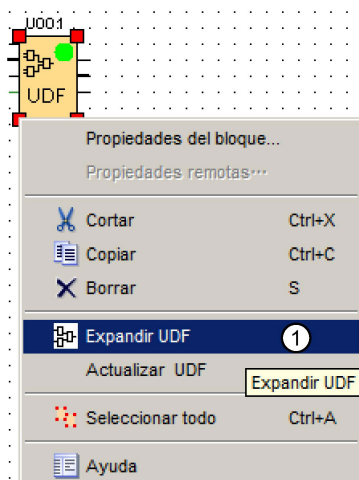 U001
UDF
Propiedades del bloque...
Propiedades remotas...
Cortar Ctrl+X
Copiar Ctrl+C
Borrar S
Expandir UDF 1
Actualizar UDF
Expandir UDF
Seleccionar todo Ctrl+A
Ayuda